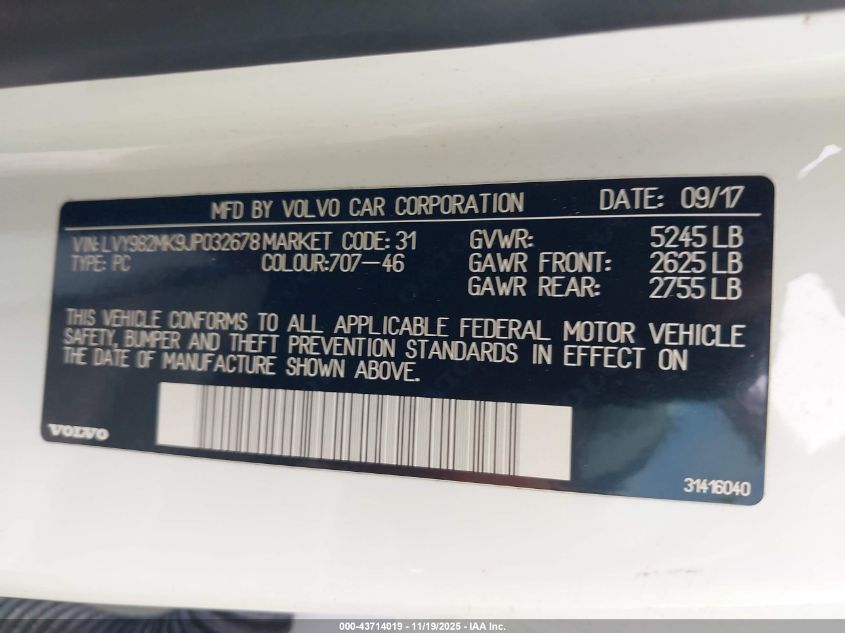 MFD BY VOLVO CAR CORPORATION DATE: 09/17
VIN: LVY982MK9JP032678 MARKET CODE: 31 GVWR: 5245 LB
TYPE: PC COLOUR:707-46 GAWR FRONT: 2625 LB
GAWR REAR: 2755 LB
THIS VEHICLE CONFORMS TO ALL APPLICABLE FEDERAL MOTOR VEHICLE
SAFETY, BUMPER AND THEFT PREVENTION STANDARDS IN EFFECT ON
THE DATE OF MANUFACTURE SHOWN ABOVE.
VOLVO
31416040
000-43714019 - 11/19/2025 - IAA Inc.